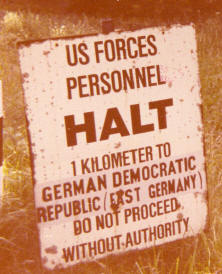 US FORCES
PERSONNEL
HALT
1 KILOMETER TO
GERMAN DEMOCRATIC
REPUBLIC (EAST GERMANY)
DO NOT PROCEED
WITHOUT AUTHORITY